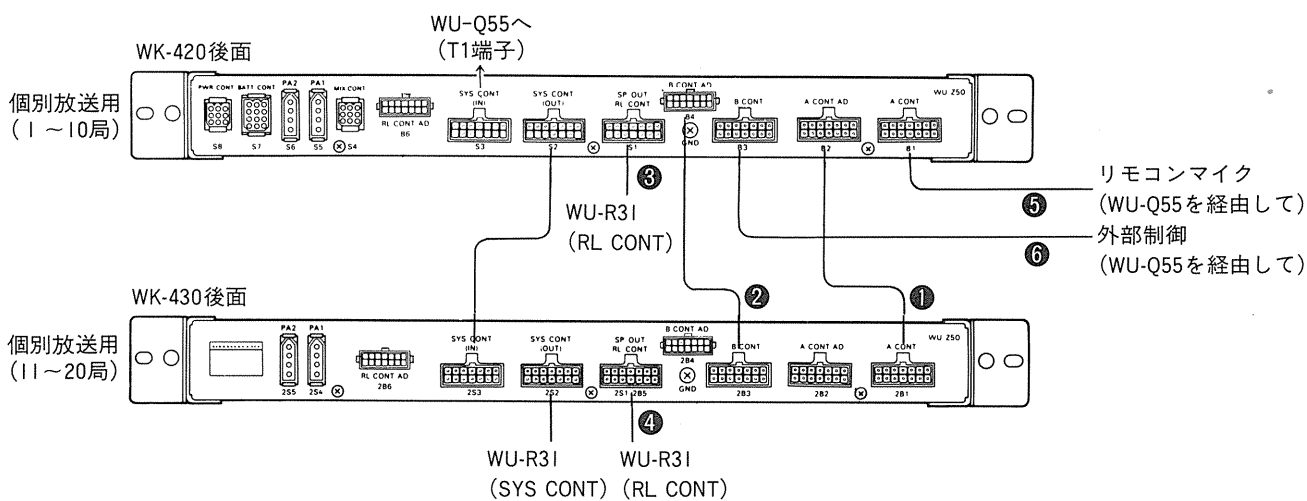 WU-Q55へ
(T1端子)
WK-420後面
個別放送用
(1～10局)
PWR CONT
BATT CONT
PA2
PA1
MIX CONT
RL CONT AD
B6
SYS CONT
(IN)
SYS CONT
(OUT)
SP OUT
RL CONT
B CONT AD
B4
GND
B CONT
A CONT AD
A CONT
WU Z50
S8
S7
S6
S5
S4
S3
S2
S1
B3
B2
B1
❸
WU-R31
(RL CONT)
❺
リモコンマイク
(WU-Q55を経由して)
❻
外部制御
(WU-Q55を経由して)
❷
❶
WK-430後面
個別放送用
(11～20局)
PA2
PA1
RL CONT AD
2B6
SYS CONT
(IN)
SYS CONT
(OUT)
SP OUT
RL CONT
B CONT AD
2B4
GND
B CONT
A CONT AD
A CONT
WU Z50
2S5
2S4
2S3
2S2
2S1
2B5
2B3
2B2
2B1
❹
WU-R31
(SYS CONT)
WU-R31
(RL CONT)